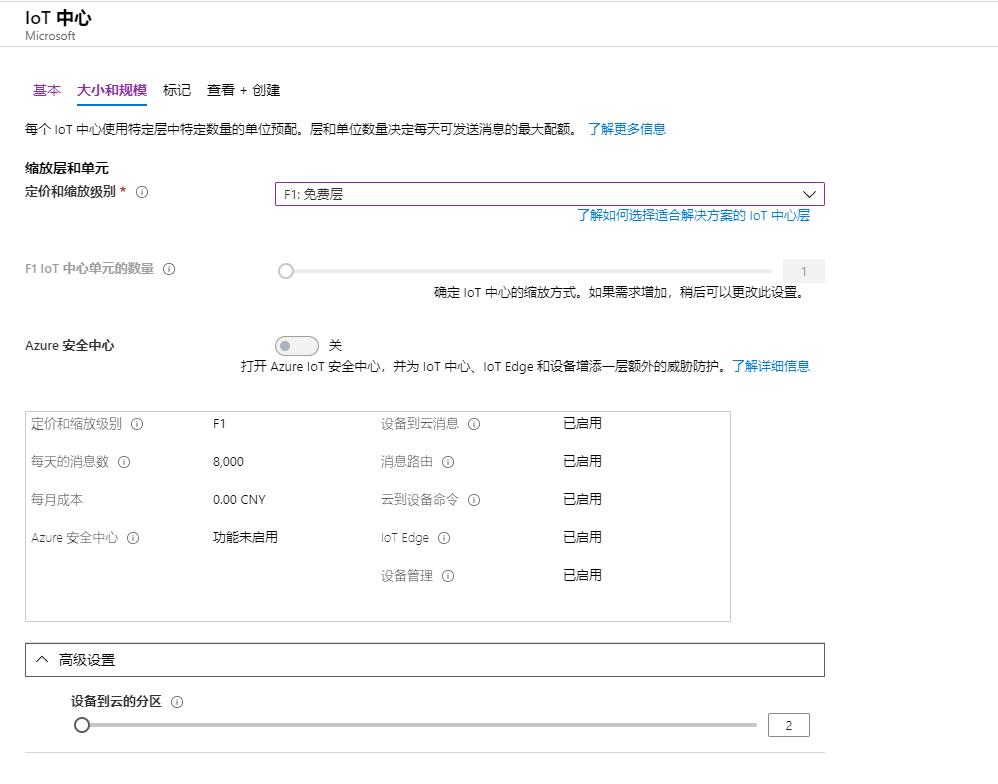 IoT 中心
Microsoft
基本 大小和规模 标记 查看 + 创建
每个 IoT 中心使用特定层中特定数量的单位预配。层和单位数量决定每天可发送消息的最大配额。 了解更多信息
缩放层和单元
定价和缩放级别 * F1: 免费层
了解如何选择适合解决方案的 IoT 中心层
F1 IoT 中心单元的数量 1
确定 IoT 中心的缩放方式。如果需求增加，稍后可以更改此设置。
Azure 安全中心 关
打开 Azure IoT 安全中心，并为 IoT 中心、IoT Edge 和设备增添一层额外的威胁防护。 了解详细信息
定价和缩放级别 F1 设备到云消息 已启用
每天的消息数 8,000 消息路由 已启用
每月成本 0.00 CNY 云到设备命令 已启用
Azure 安全中心 功能未启用 IoT Edge 已启用
设备管理 已启用
高级设置
设备到云的分区
2